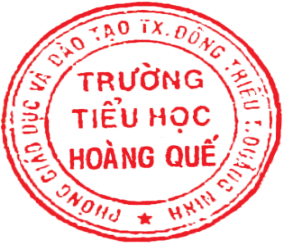 PHÒNG GIÁO DỤC VÀ ĐÀO TẠO TX. ĐÔNG TRIỀU T. QUẢNG NINH
TRƯỜNG
TIỂU HỌC
HOÀNG QUẾ